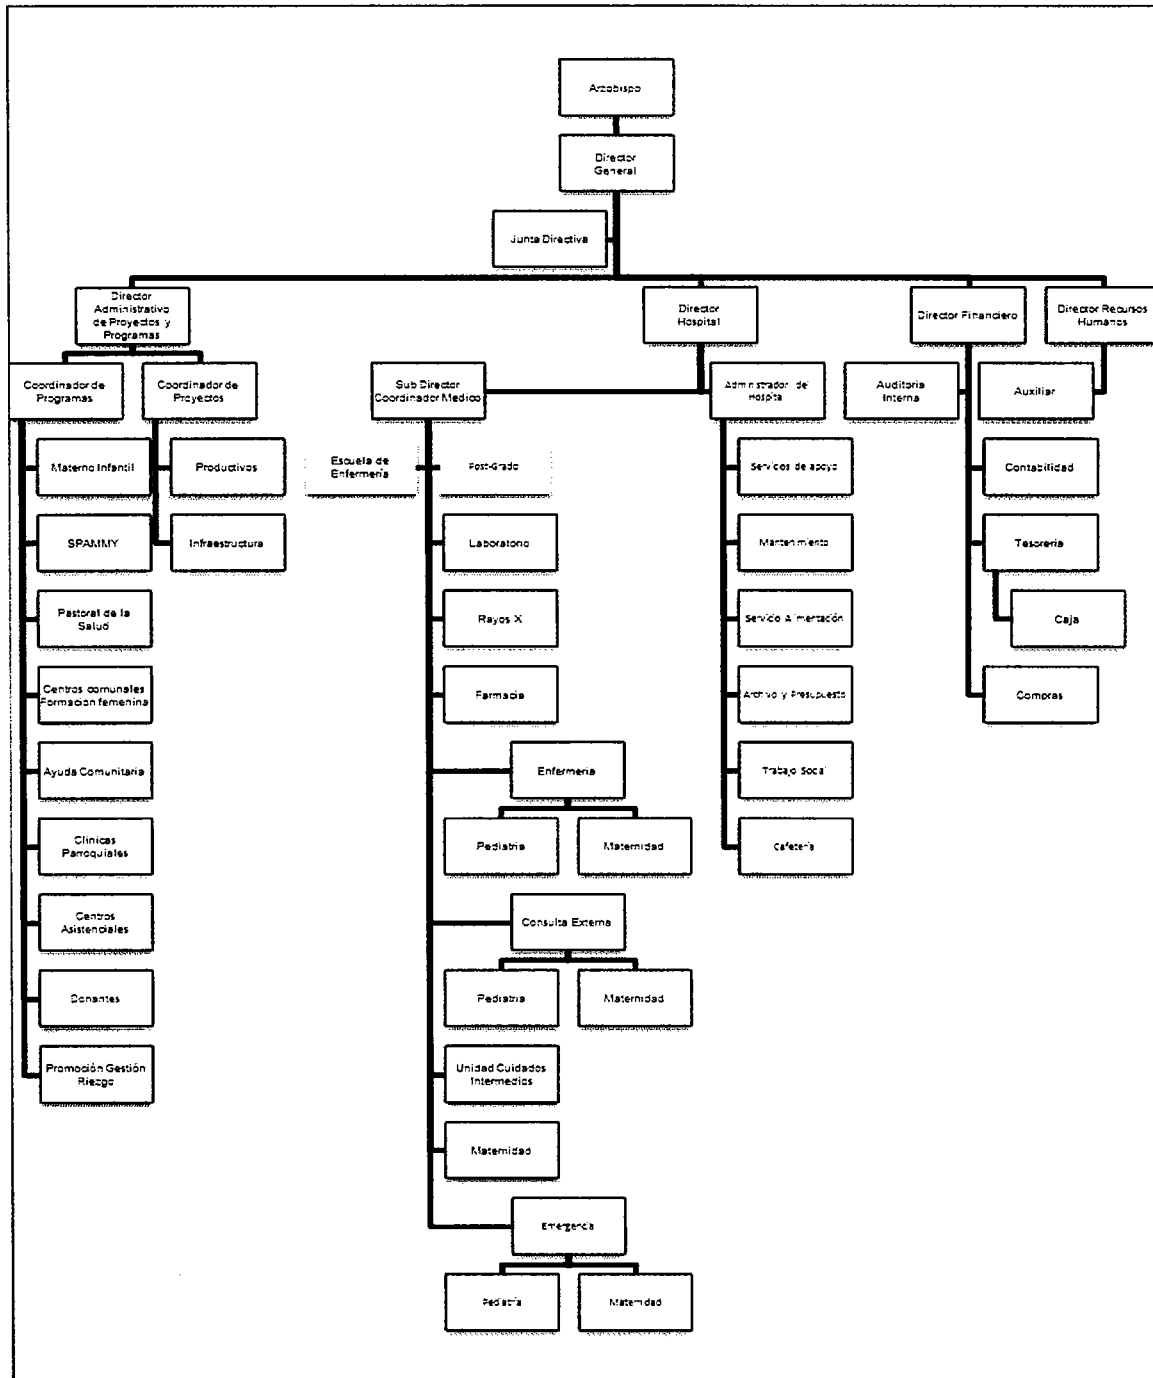 Arzobispo
Director
General
Junta Directiva
Director
Administrativo
de Proyectos y
Programas
Director
Hospital
Director Financiero
Director Recursos
Humanos
Coordinador de
Programas
Coordinador de
Proyectos
Sub Director
Coordinador Medico
Administrador del
Hospital
Auditoria
Interna
Auxiliar
Materno Infantil
Productivos
Escuela de
Enfermería
Post-Grado
Servicios de apoyo
Contabilidad
SPAMMY
Infraestructura
Laboratorio
Mantenimiento
Tesoreria
Pastoral de la
Salud
Rayos X
Servicio Alimentación
Caja
Centros comunales
Formacion femenina
Farmacia
Archivo y Presupuesto
Compras
Ayuda Comunitaria
Enfermeria
Trabajo Social
Clinicas
Parroquiales
Pediatria
Maternidad
Cafetería
Centros
Asistenciales
Consulta Externa
Donantes
Pediatria
Maternidad
Promoción Gestión
Riezgo
Unidad Cuidados
Intermedios
Maternidad
Emergencia
Pediatría
Maternidad